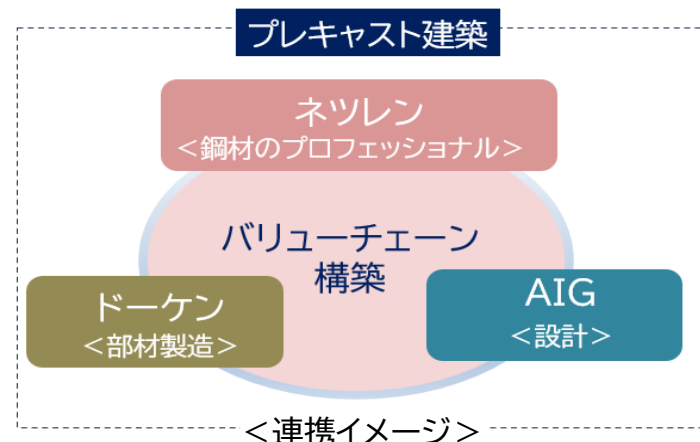 プレキャスト建築
ネツレン
＜鋼材のプロフェッショナル＞
バリューチェーン
構築
ドーケン
＜部材製造＞
AIG
＜設計＞
＜連携イメージ＞